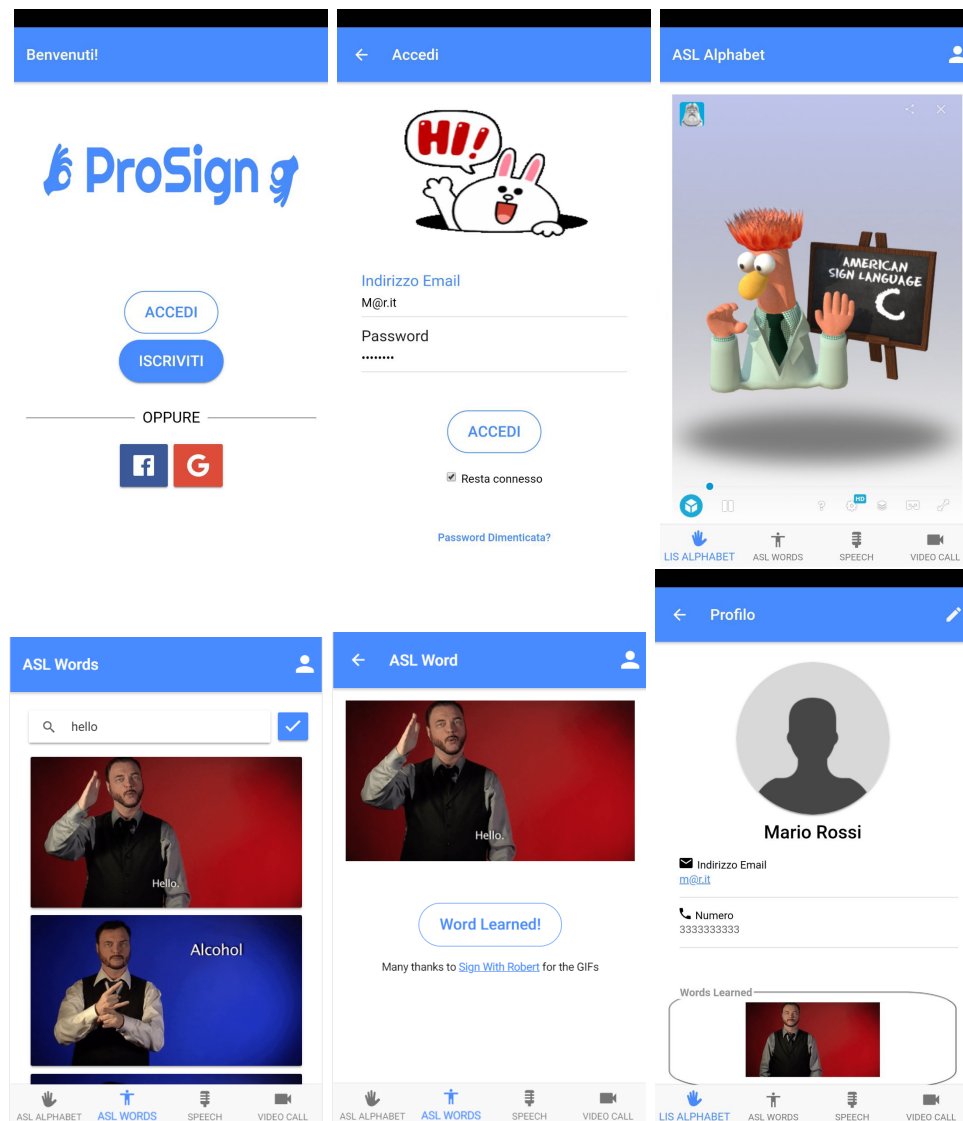 Benvenuti!
ProSign
ACCEDI
ISCRIVITI
OPPURE
G
Accedi
HI!
Indirizzo Email
M@r.it
Password
••••••••
ACCEDI
Resta connesso
Password Dimenticata?
ASL Alphabet
AMERICAN
SIGN LANGUAGE
C
HD
LIS ALPHABET
ASL WORDS
SPEECH
VIDEO CALL
ASL Words
hello
Hello.
Alcohol
ASL ALPHABET
ASL WORDS
SPEECH
VIDEO CALL
ASL Word
Hello.
Word Learned!
Many thanks to Sign With Robert for the GIFs
ASL ALPHABET
ASL WORDS
SPEECH
VIDEO CALL
Profilo
Mario Rossi
Indirizzo Email
m@r.it
Numero
3333333333
Words Learned
LIS ALPHABET
ASL WORDS
SPEECH
VIDEO CALL